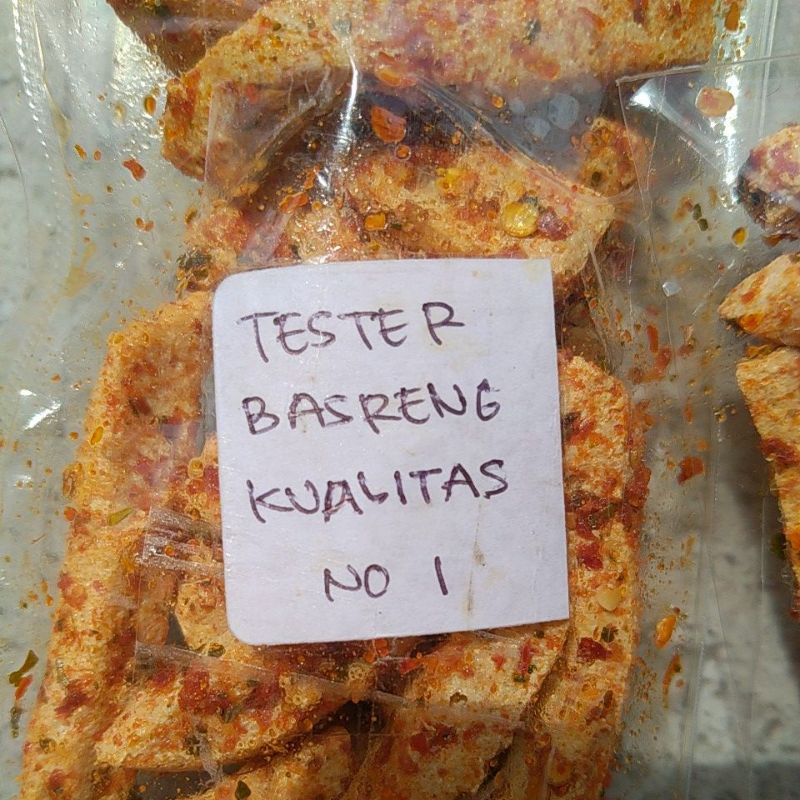 TESTER
BASRENG
KUALITAS
NO 1